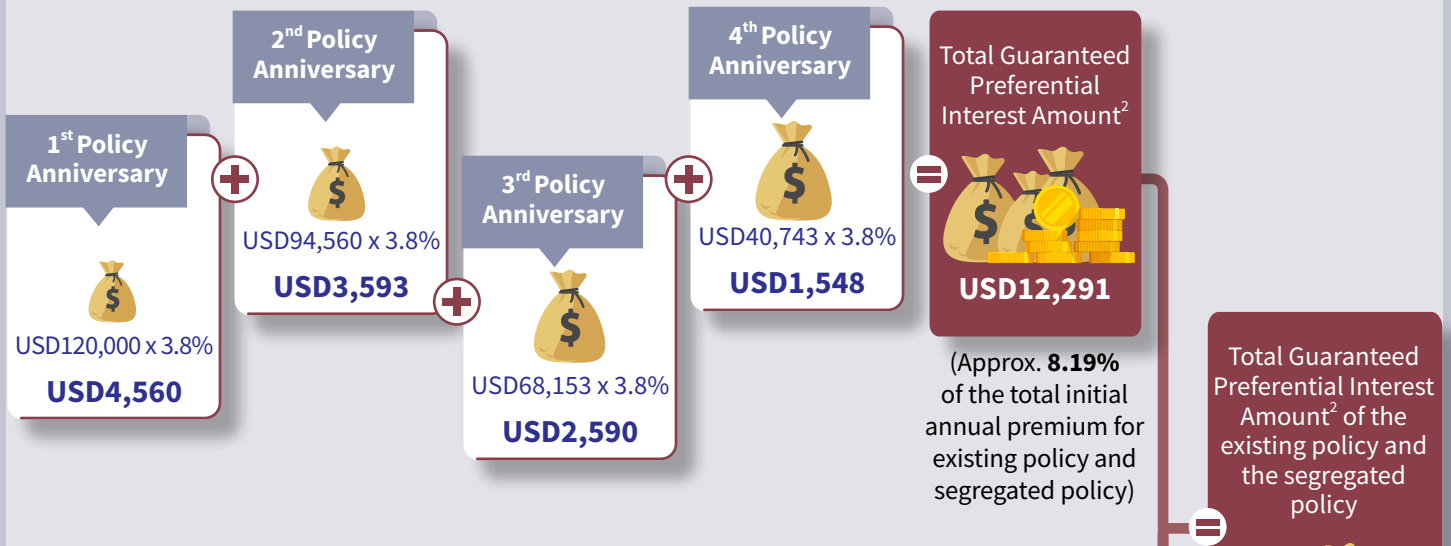 1st Policy
Anniversary
USD120,000 x 3.8%
USD4,560
2nd Policy
Anniversary
USD94,560 x 3.8%
USD3,593
3rd Policy
Anniversary
USD68,153 x 3.8%
USD2,590
4th Policy
Anniversary
USD40,743 x 3.8%
USD1,548
Total Guaranteed
Preferential
Interest Amount2
USD12,291
(Approx. 8.19%
of the total initial
annual premium for
existing policy and
segregated policy)
Total Guaranteed
Preferential Interest
Amount2 of the
existing policy and
the segregated
policy